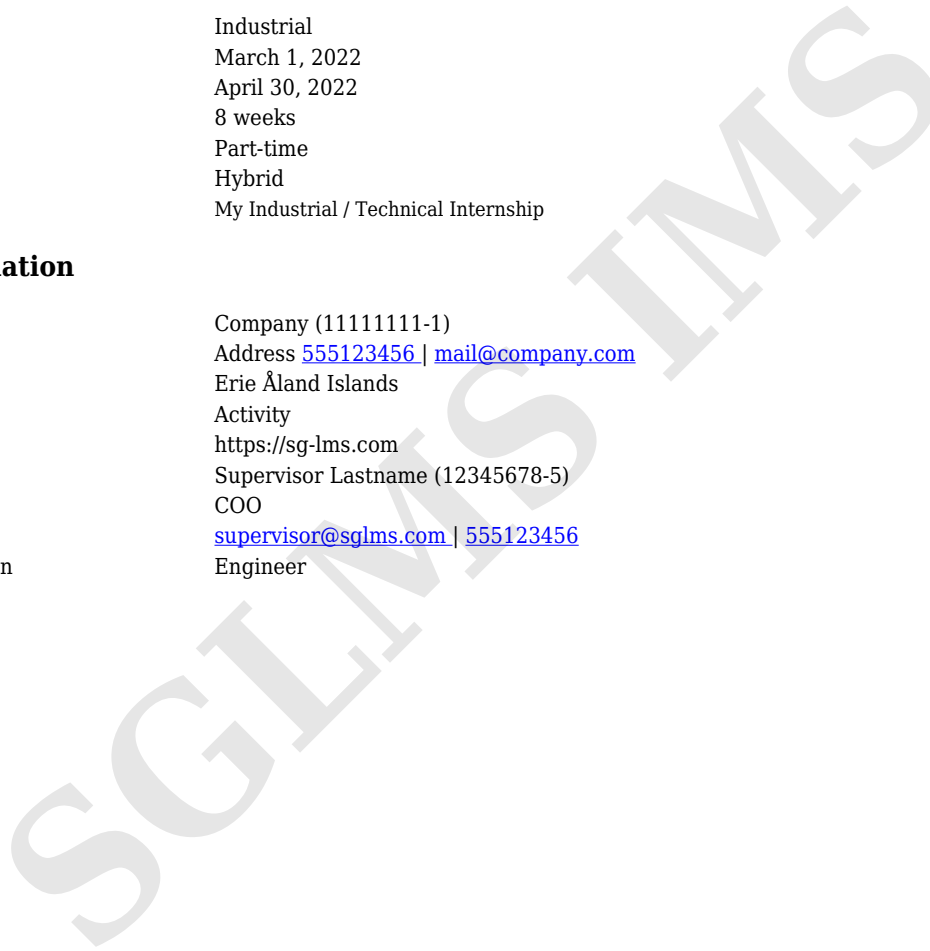 Industrial
March 1, 2022
April 30, 2022
8 weeks
Part-time
Hybrid
My Industrial / Technical Internship
ation
Company (11111111-1)
Address 555123456 | mail@company.com
Erie Åland Islands
Activity
https://sg-lms.com
Supervisor Lastname (12345678-5)
COO
supervisor@sglms.com | 555123456
n Engineer
SGLMS IMS